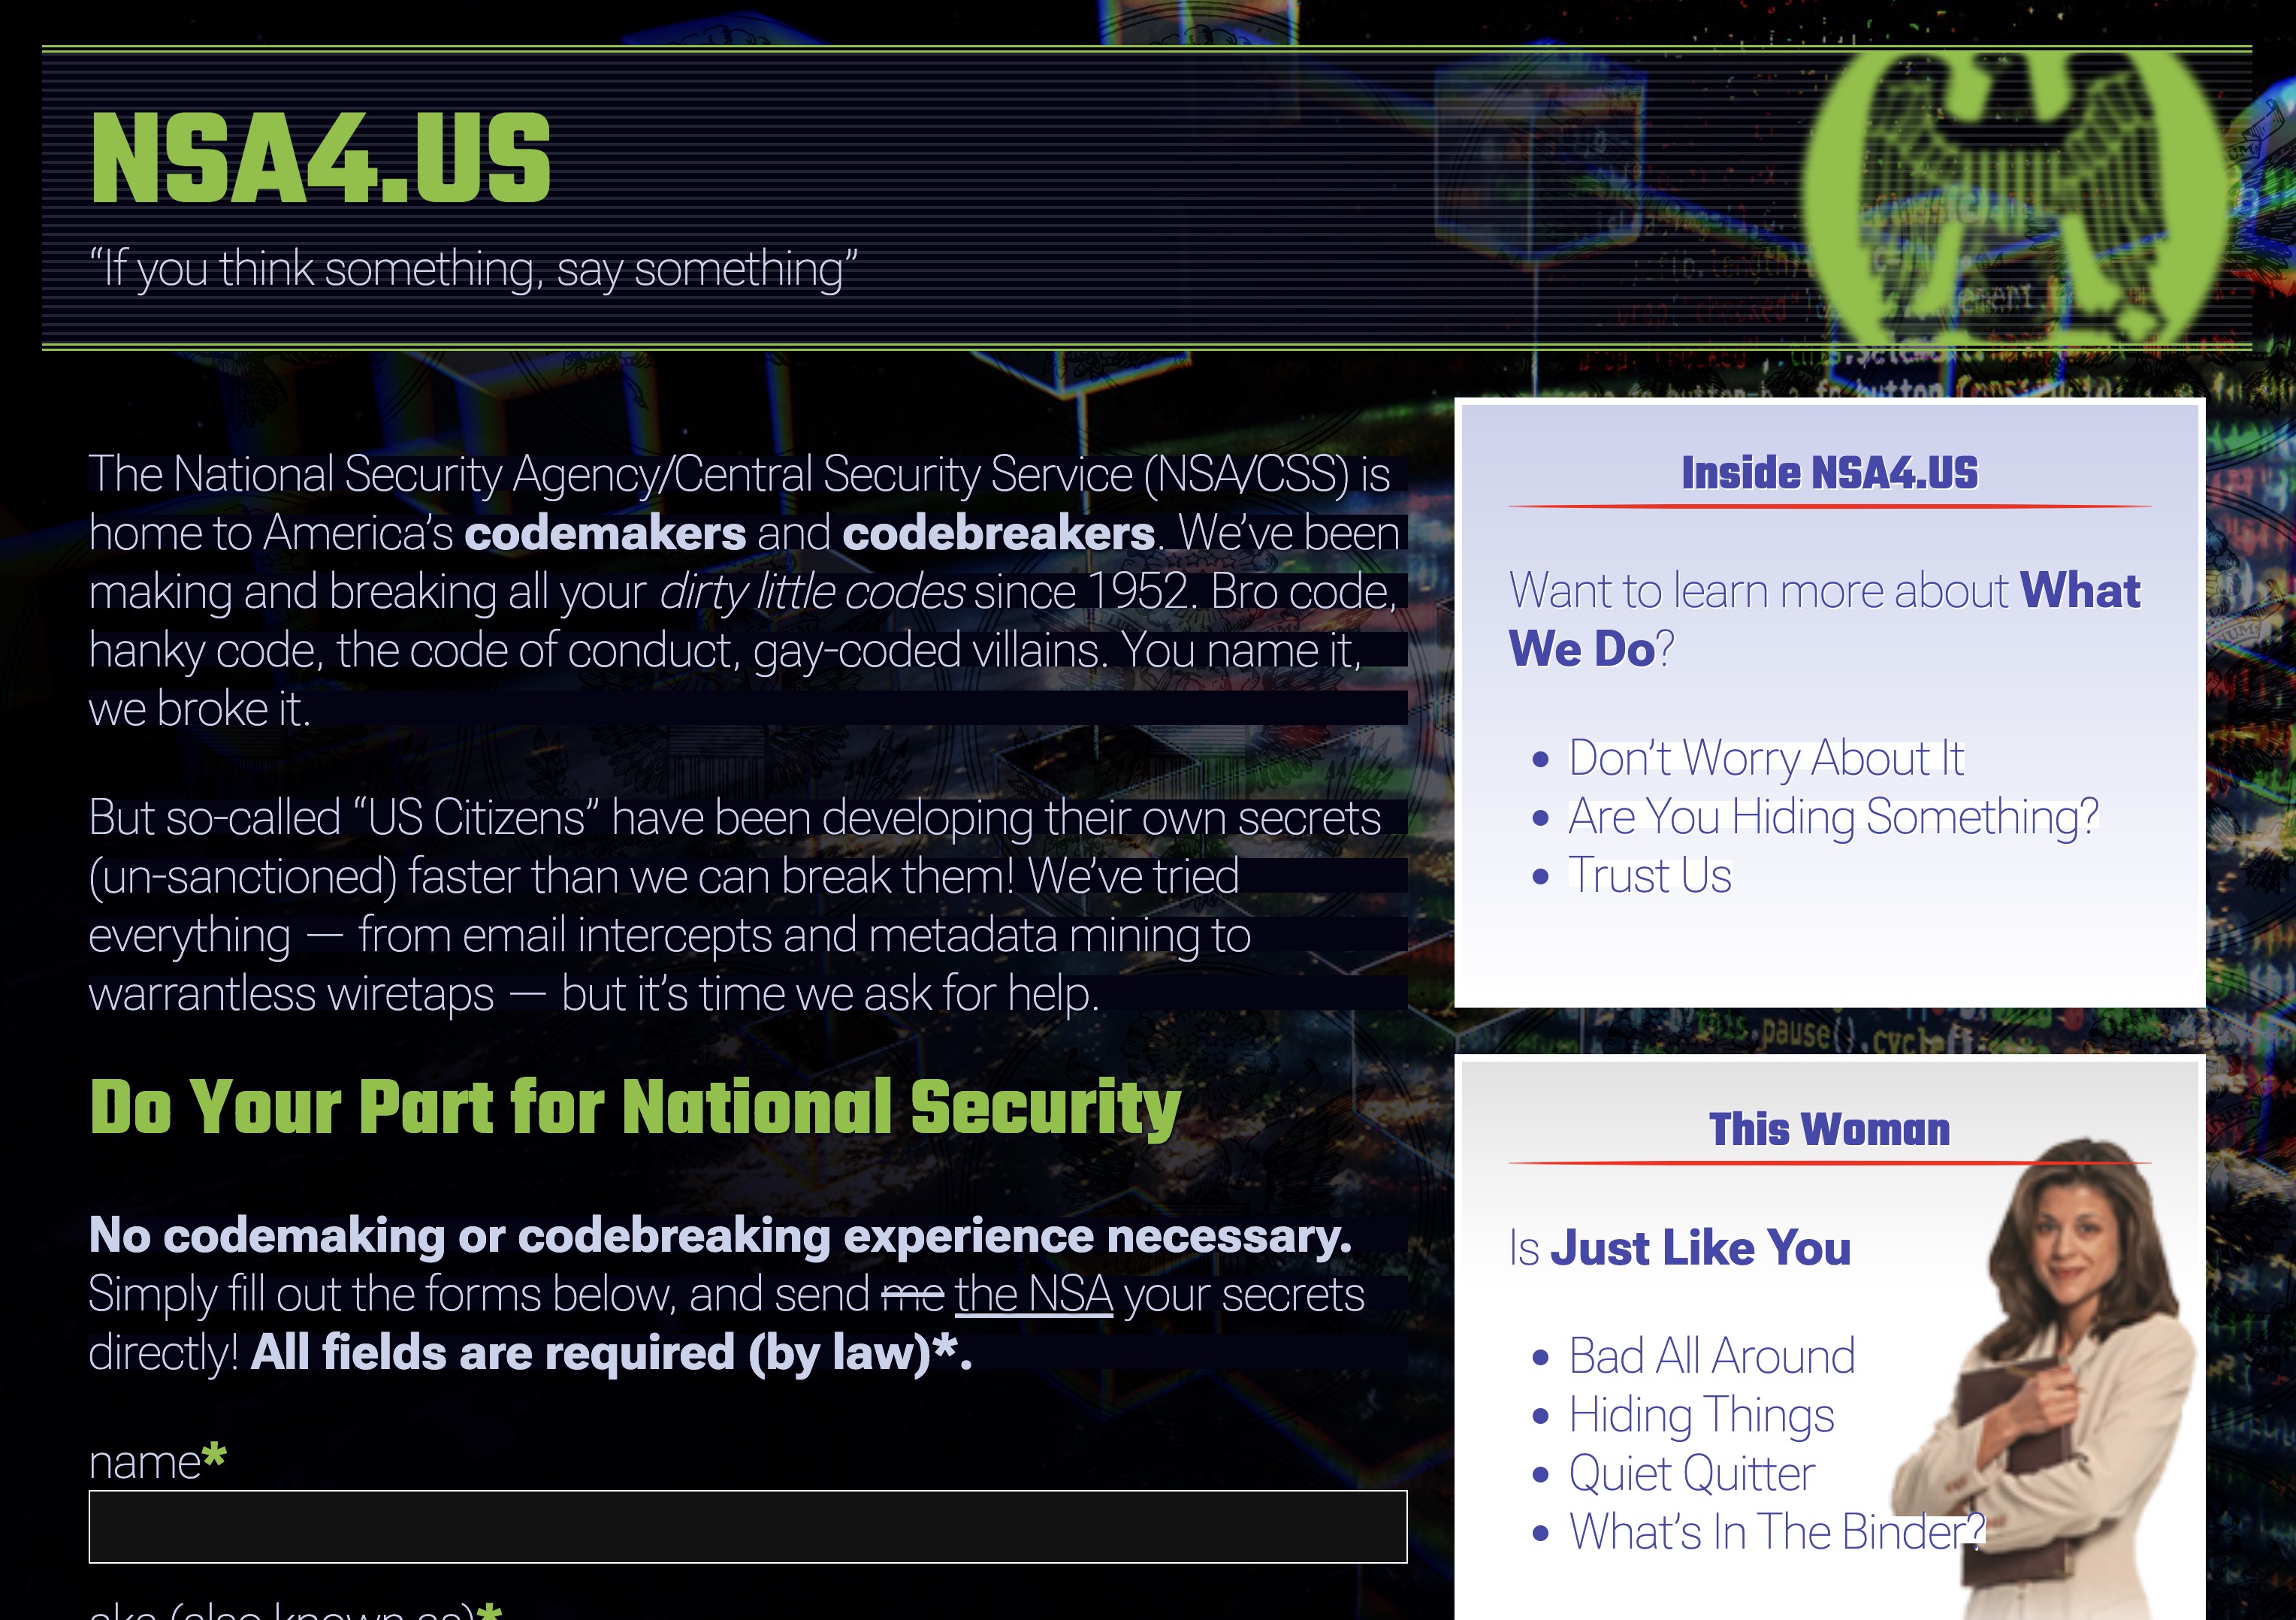 NSA4.US
“If you think something, say something”
The National Security Agency/Central Security Service (NSA/CSS) is
home to America’s codemakers and codebreakers. We’ve been
making and breaking all your dirty little codes since 1952. Bro code,
hanky code, the code of conduct, gay-coded villains. You name it,
we broke it.
But so-called “US Citizens” have been developing their own secrets
(un-sanctioned) faster than we can break them! We’ve tried
everything — from email intercepts and metadata mining to
warrantless wiretaps — but it’s time we ask for help.
Do Your Part for National Security
No codemaking or codebreaking experience necessary.
Simply fill out the forms below, and send me the NSA your secrets
directly! All fields are required (by law)*.
name*
aka (also known as)*
Inside NSA4.US
Want to learn more about What
We Do?
• Don’t Worry About It
• Are You Hiding Something?
• Trust Us
this.pause().cycle
This Woman
Is Just Like You
• Bad All Around
• Hiding Things
• Quiet Quitter
• What’s In The Binder?